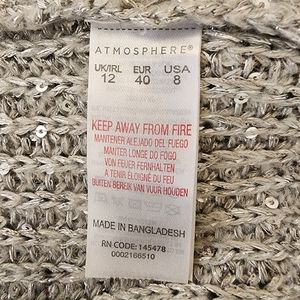 ATMOSPHERE®
UK/IRL EUR USA
12 40 8
KEEP AWAY FROM FIRE
MANTENER ALEJADO DEL FUEGO
MANTER LONGE DO FOGO
VON FEUER FERNHALTEN
A TENIR ÉLOIGNÉ DU FEU
BUITEN BEREIK VAN VUUR HOUDEN
MADE IN BANGLADESH
RN CODE: 145478
0002166510